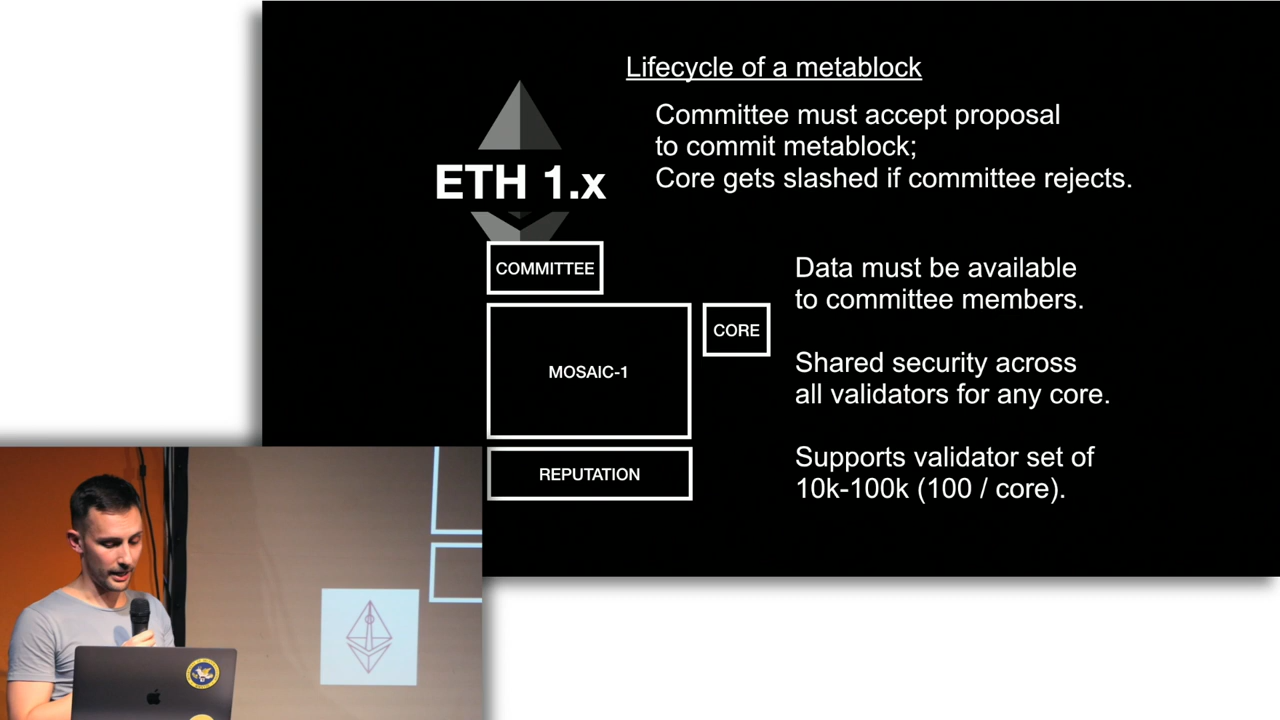 Lifecycle of a metablock
Committee must accept proposal
to commit metablock;
Core gets slashed if committee rejects.
ETH 1.x
COMMITTEE
MOSAIC-1
CORE
REPUTATION
Data must be available
to committee members.
Shared security across
all validators for any core.
Supports validator set of
10k-100k (100 / core).